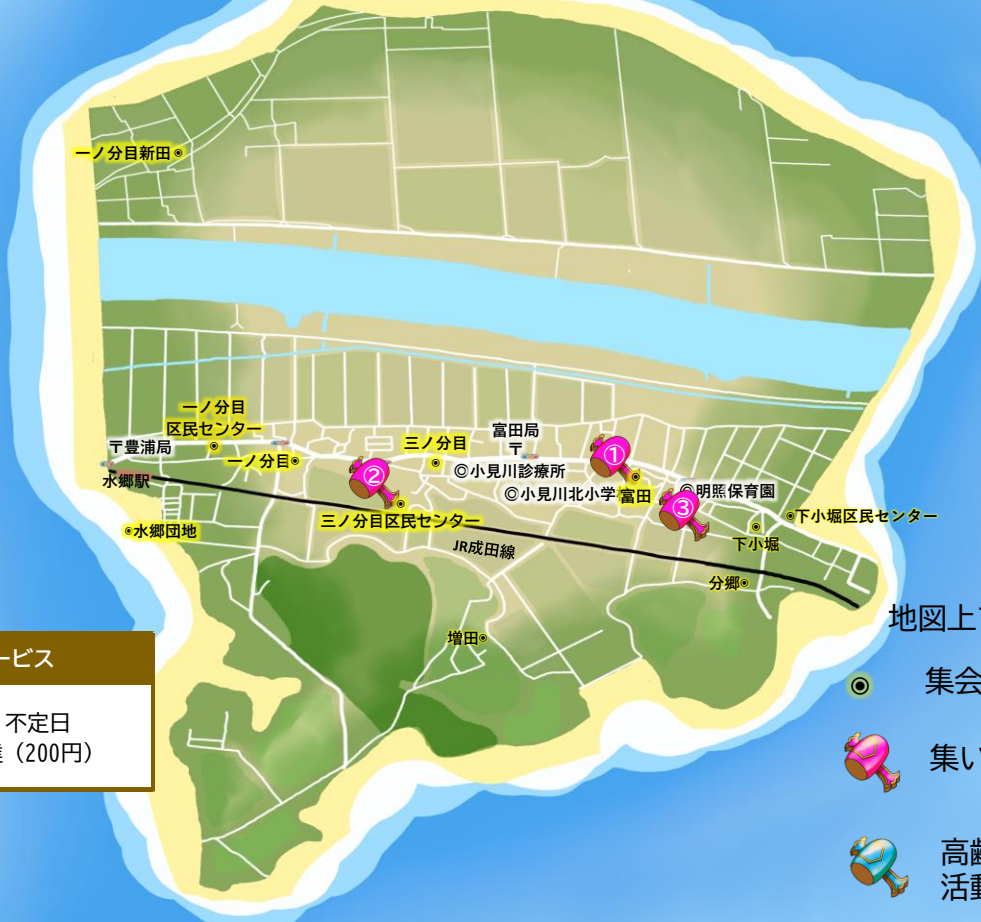 一ノ分目新田
一ノ分目
区民センター
〒豊浦局
一ノ分目
水郷駅
水郷団地
三ノ分目
②
三ノ分目区民センター
富田局
〒
◎小見川診療所
◎小見川北小学
①
富田
◎明照保育園
③
下小堀区民センター
下小堀
JR成田線
分郷
増田
地図上
集会
集い
高齢
活動
ービス
不定日
（200円）